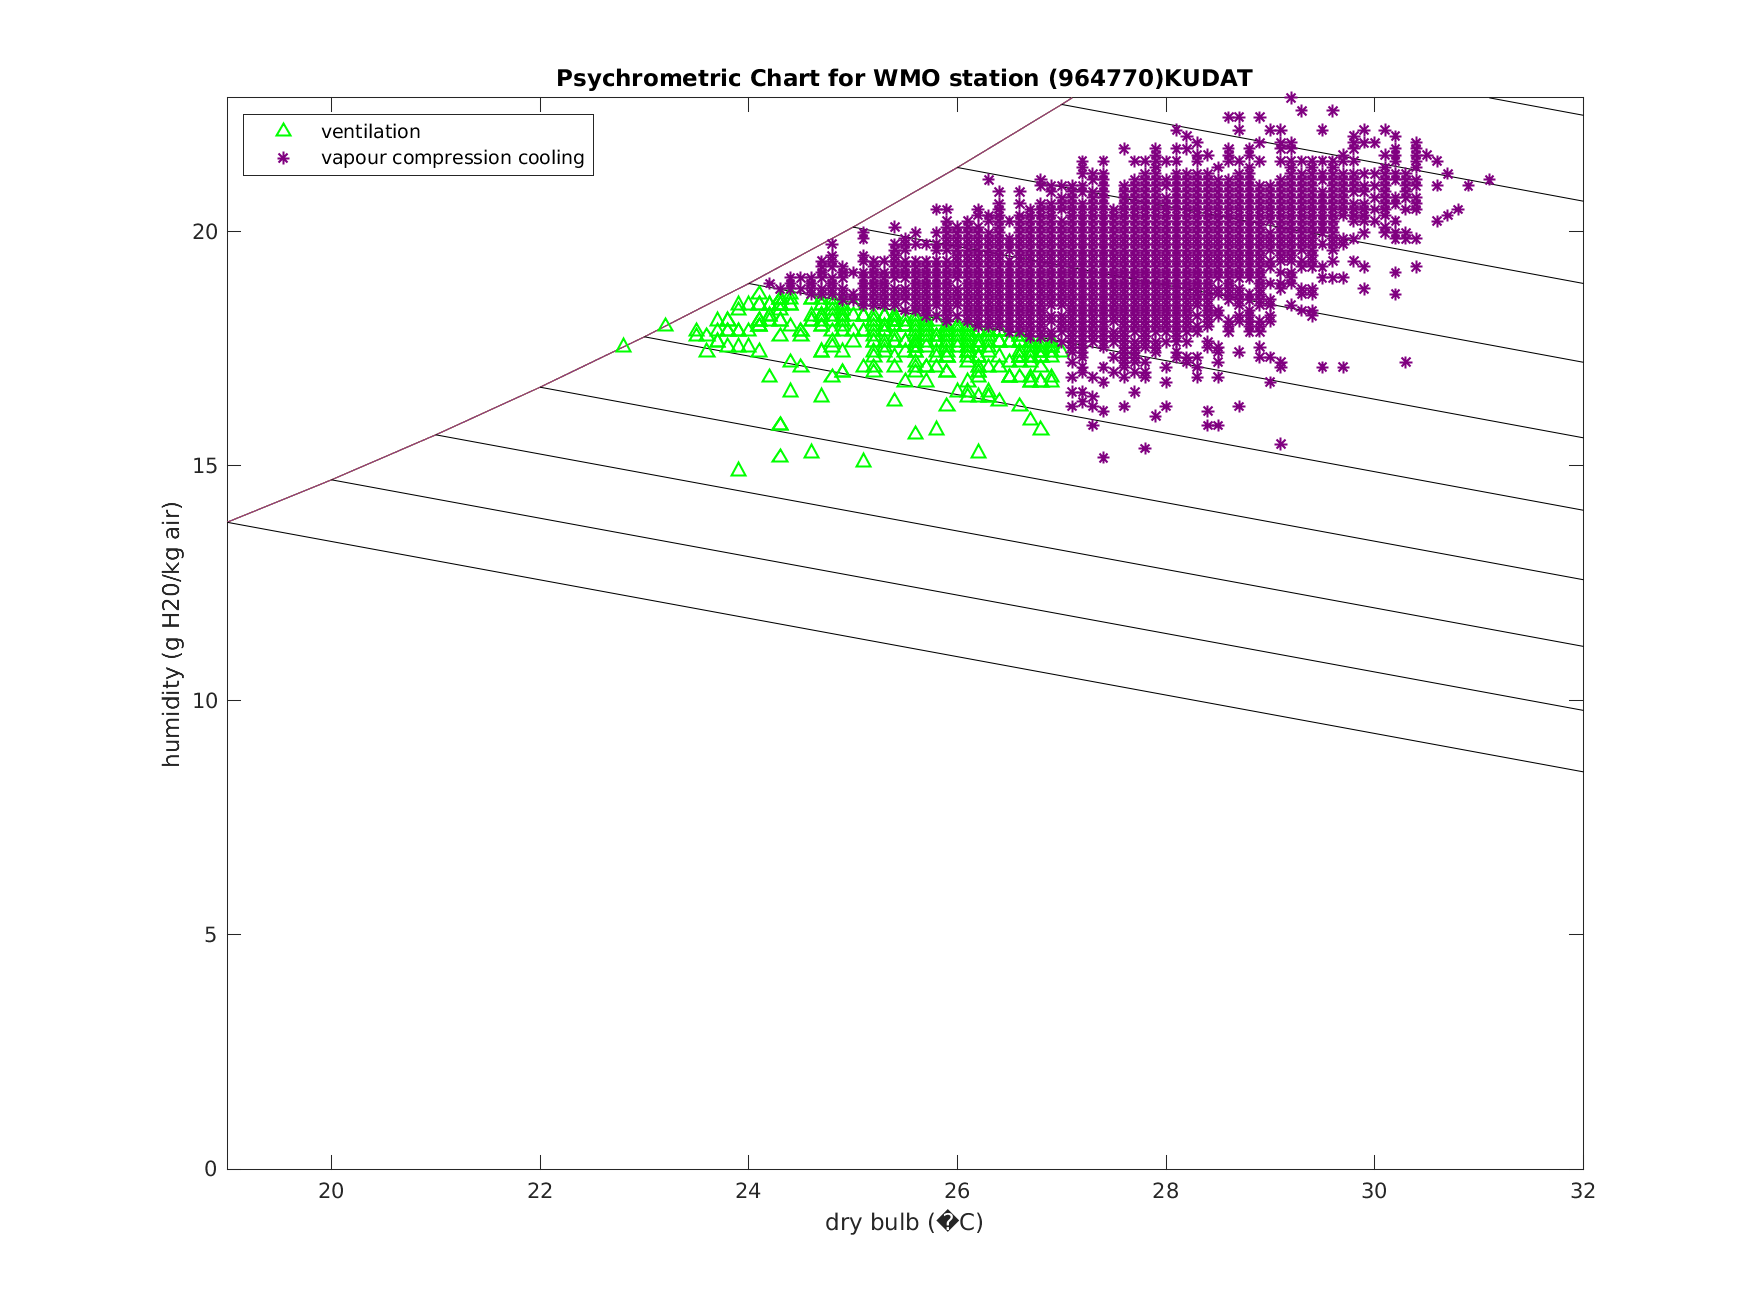 Psychrometric Chart for WMO station (964770)KUDAT
ventilation
vapour compression cooling
20
15
10
5
0
humidity (g H20/kg air)
20 22 24 26 28 30 32
dry bulb (�C)